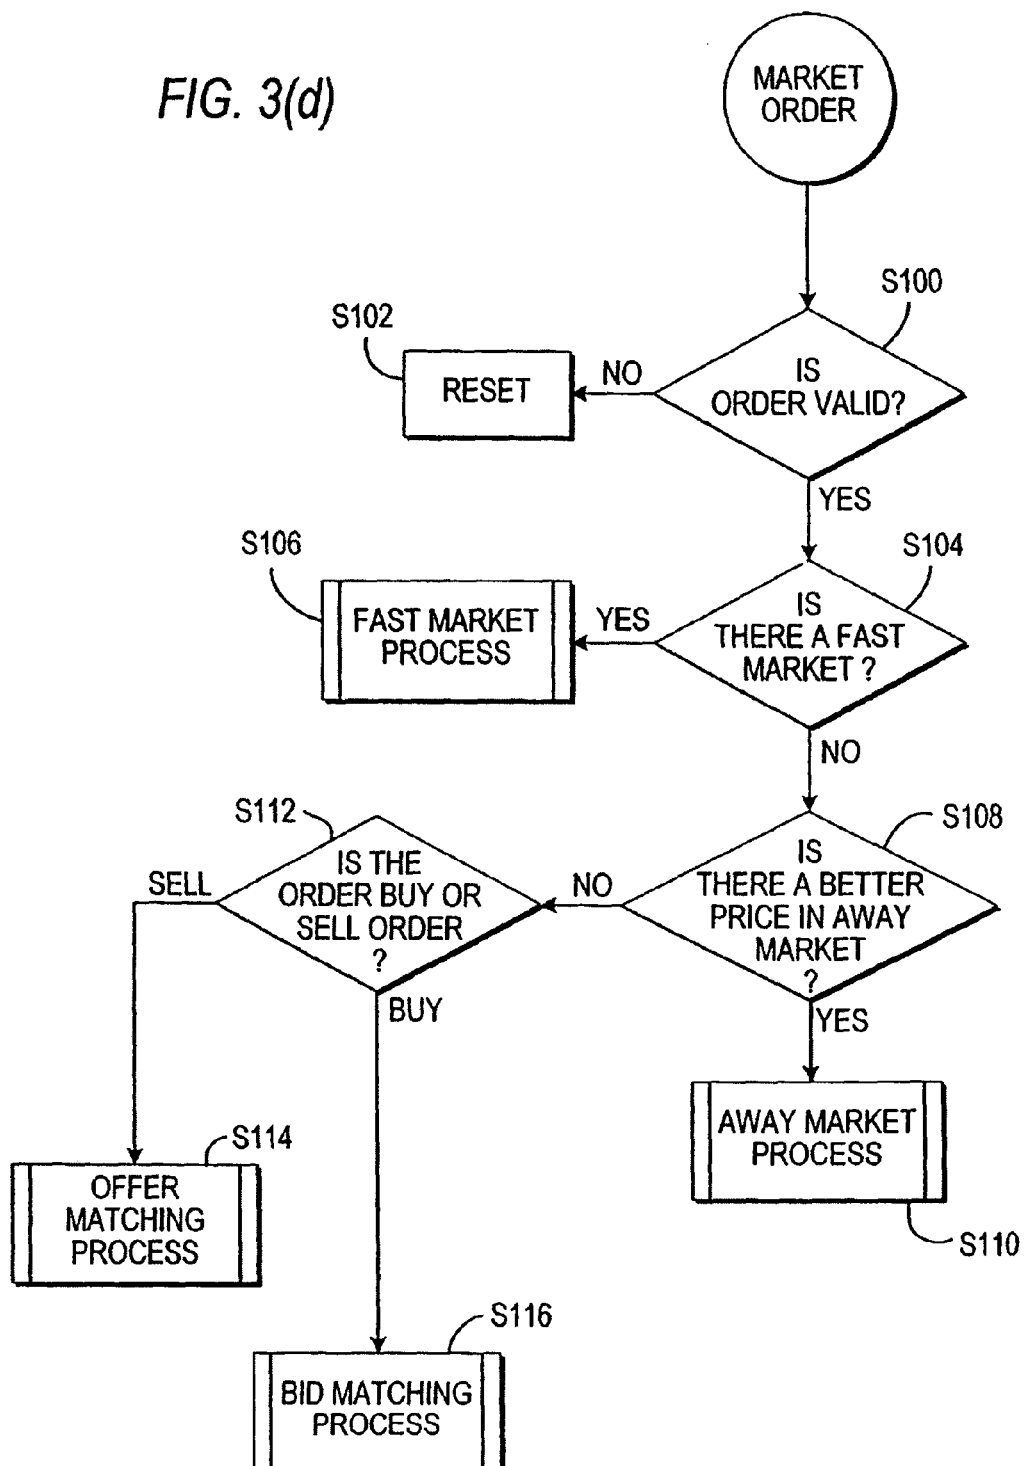 FIG. 3(d)
MARKET
ORDER
S100
S102
IS
ORDER VALID?
NO
RESET
YES
S106
S104
FAST MARKET
PROCESS
YES
IS
THERE A FAST
MARKET ?
NO
S112
S108
SELL
IS THE
ORDER BUY OR
SELL ORDER
?
NO
IS
THERE A BETTER
PRICE IN AWAY
MARKET
?
BUY
YES
AWAY MARKET
PROCESS
S114
OFFER
MATCHING
PROCESS
S110
S116
BID MATCHING
PROCESS